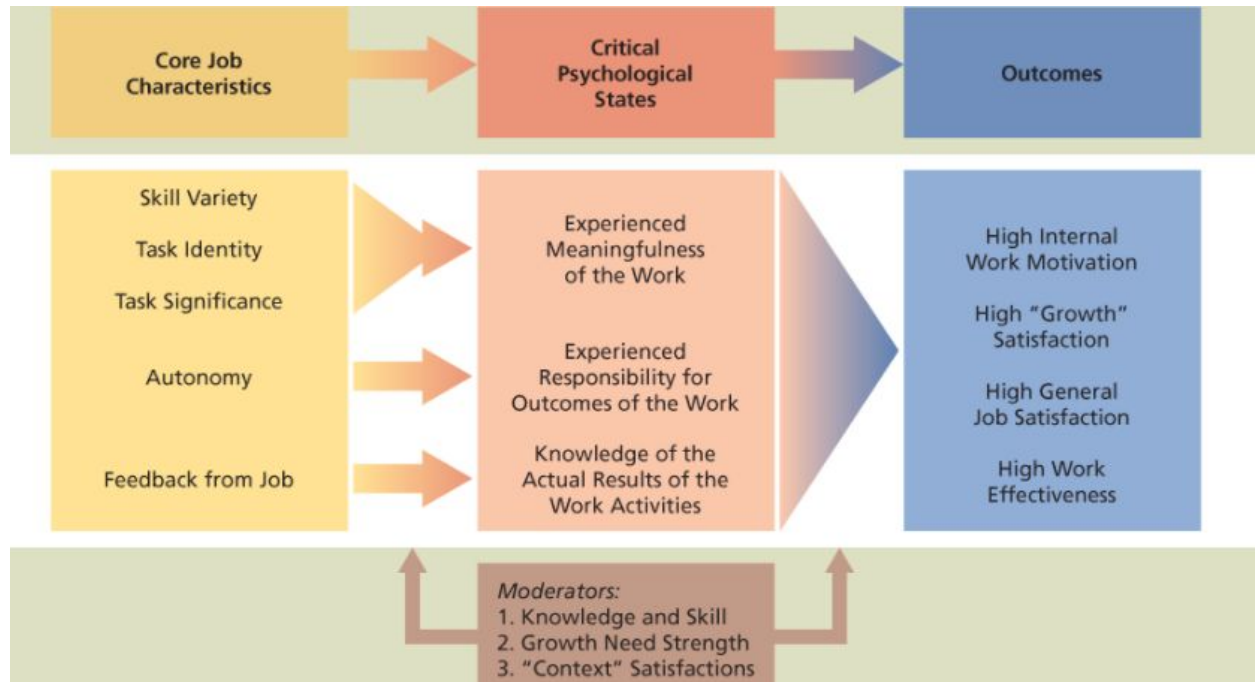 Core Job
Characteristics
Critical
Psychological
States
Outcomes
Skill Variety
Task Identity
Task Significance
Autonomy
Feedback from Job
Experienced
Meaningfulness
of the Work
Experienced
Responsibility for
Outcomes of the Work
Knowledge of the
Actual Results of the
Work Activities
High Internal
Work Motivation
High “Growth”
Satisfaction
High General
Job Satisfaction
High Work
Effectiveness
Moderators:
1. Knowledge and Skill
2. Growth Need Strength
3. “Context” Satisfactions